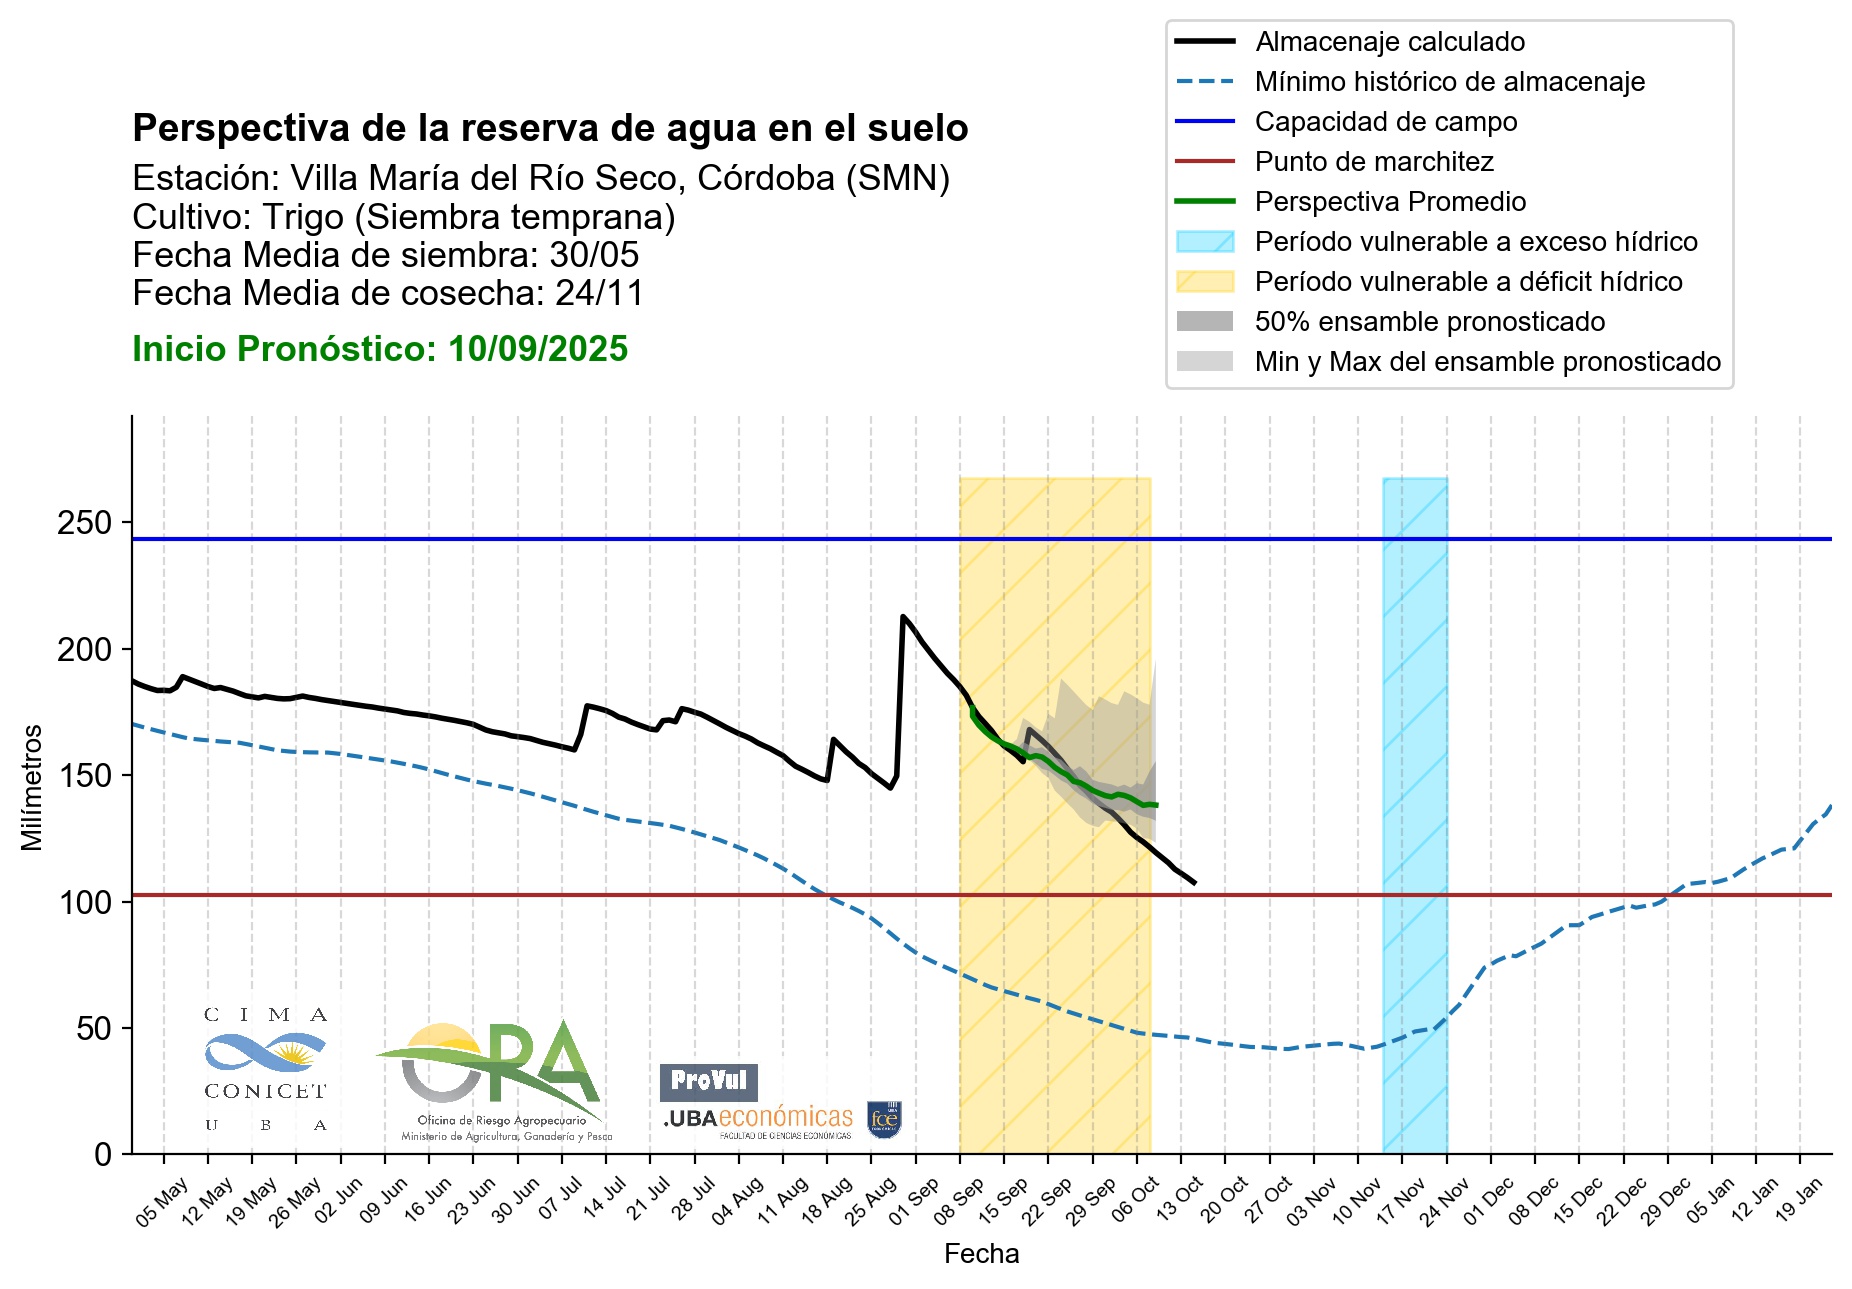 Almacenaje calculado
Mínimo histórico de almacenaje
Capacidad de campo
Punto de marchitez
Perspectiva Promedio
Período vulnerable a exceso hídrico
Período vulnerable a déficit hídrico
50% ensamble pronosticado
Min y Max del ensamble pronosticado
Perspectiva de la reserva de agua en el suelo
Estación: Villa María del Río Seco, Córdoba (SMN)
Cultivo: Trigo (Siembra temprana)
Fecha Media de siembra: 30/05
Fecha Media de cosecha: 24/11
Inicio Pronóstico: 10/09/2025
Milímetros
250
200
150
100
50
0
CIMA
CONICET
UBA
ORA
Oficina de Riesgo Agropecuario
Ministerio de Agricultura, Ganadería y Pesca
ProVul
.UBAeconómicas
FACULTAD DE CIENCIAS ECONÓMICAS
fce
05 May
12 May
19 May
26 May
02 Jun
09 Jun
16 Jun
23 Jun
30 Jun
07 Jul
14 Jul
21 Jul
28 Jul
04 Aug
11 Aug
18 Aug
25 Aug
01 Sep
08 Sep
15 Sep
22 Sep
29 Sep
06 Oct
13 Oct
20 Oct
27 Oct
03 Nov
10 Nov
17 Nov
24 Nov
01 Dec
08 Dec
15 Dec
22 Dec
29 Dec
05 Jan
12 Jan
19 Jan
Fecha